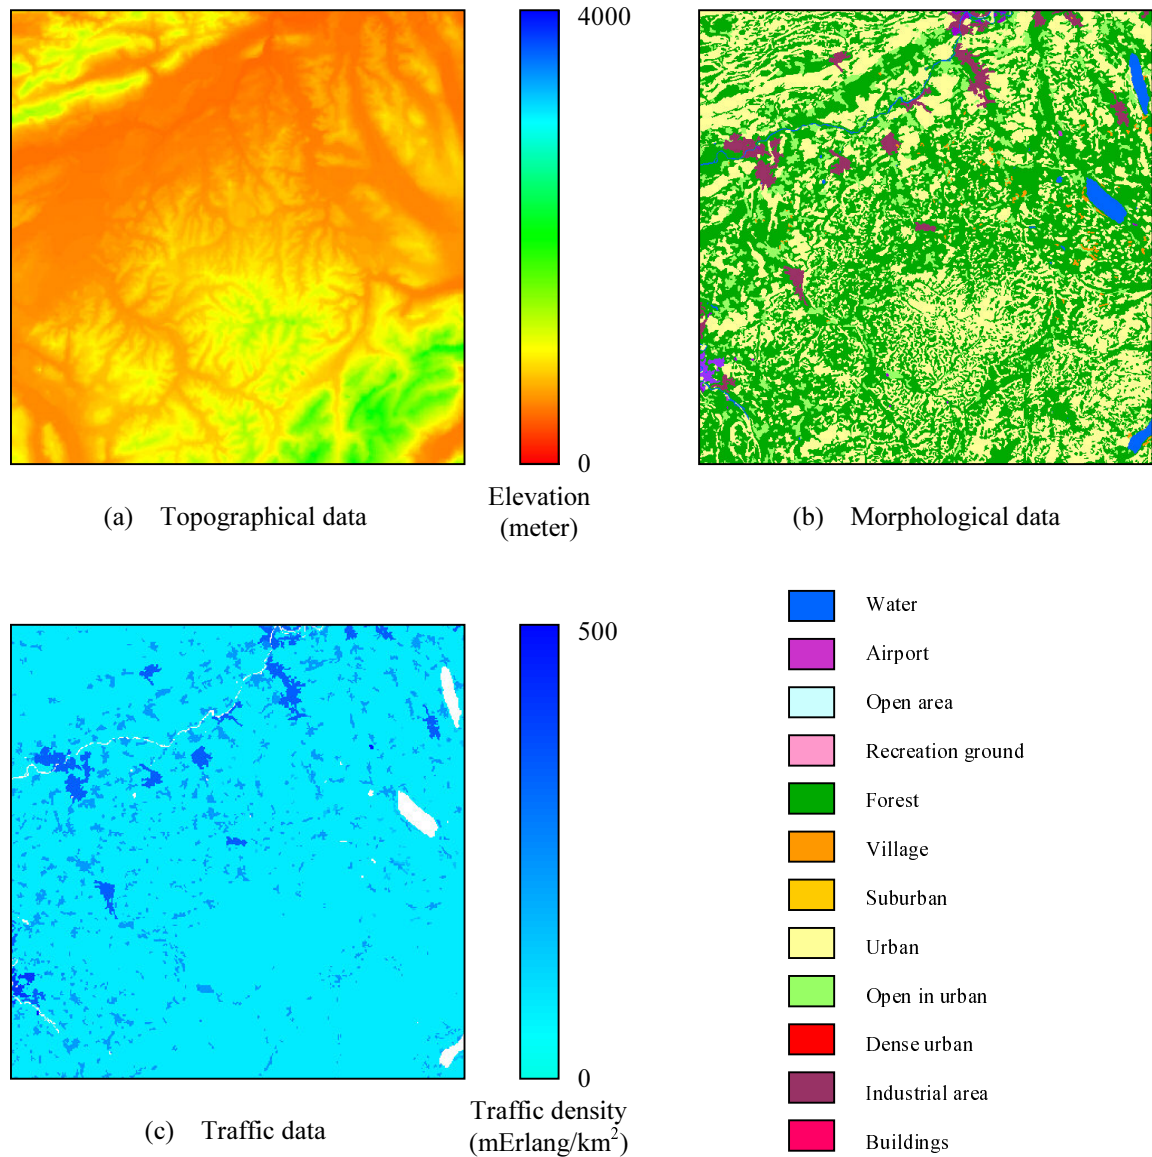 4000
0
Elevation
(meter)
(a) Topographical data
(b) Morphological data
500
0
Traffic density
(mErlang/km²)
(c) Traffic data
Water
Airport
Open area
Recreation ground
Forest
Village
Suburban
Urban
Open in urban
Dense urban
Industrial area
Buildings